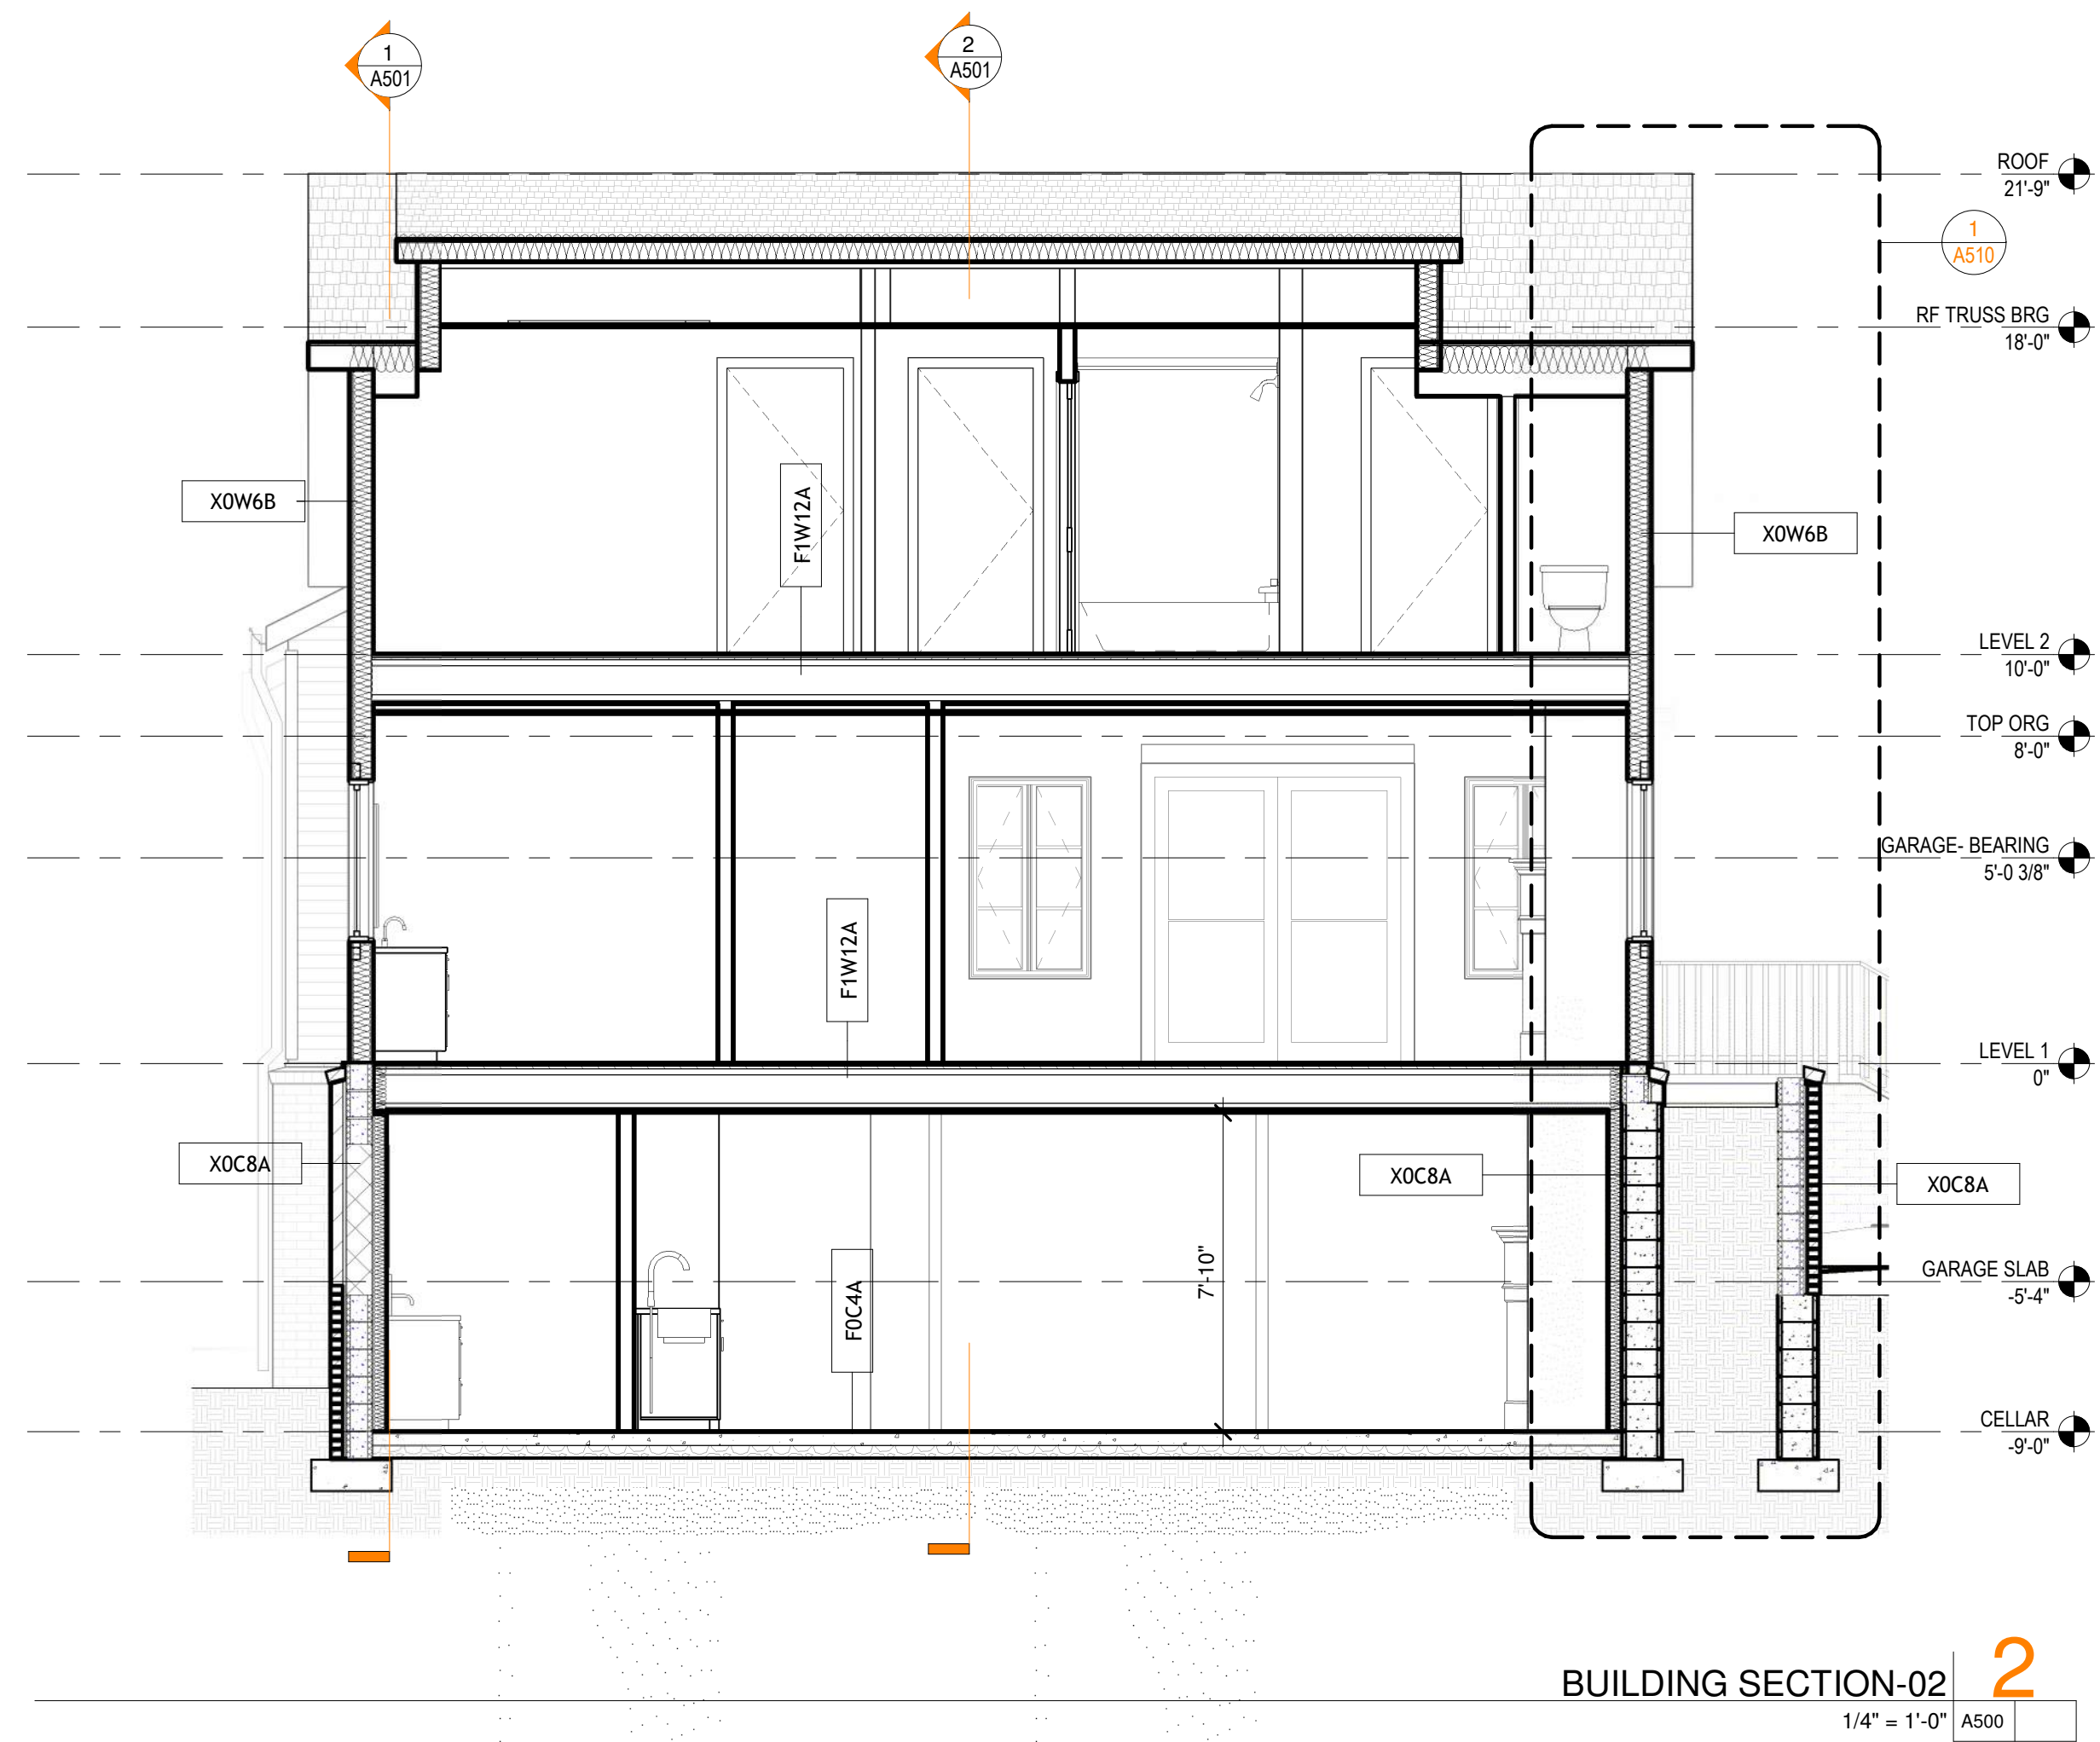 1
A501
2
A501
ROOF
21'-9"
1
A510
RF TRUSS BRG
18'-0"
X0W6B
F1W12A
X0W6B
LEVEL 2
10'-0"
TOP ORG
8'-0"
GARAGE- BEARING
5'-0 3/8"
F1W12A
LEVEL 1
0"
X0C8A
X0C8A
X0C8A
7'-10"
F0C4A
GARAGE SLAB
-5'-4"
CELLAR
-9'-0"
BUILDING SECTION-02
2
1/4" = 1'-0"
A500